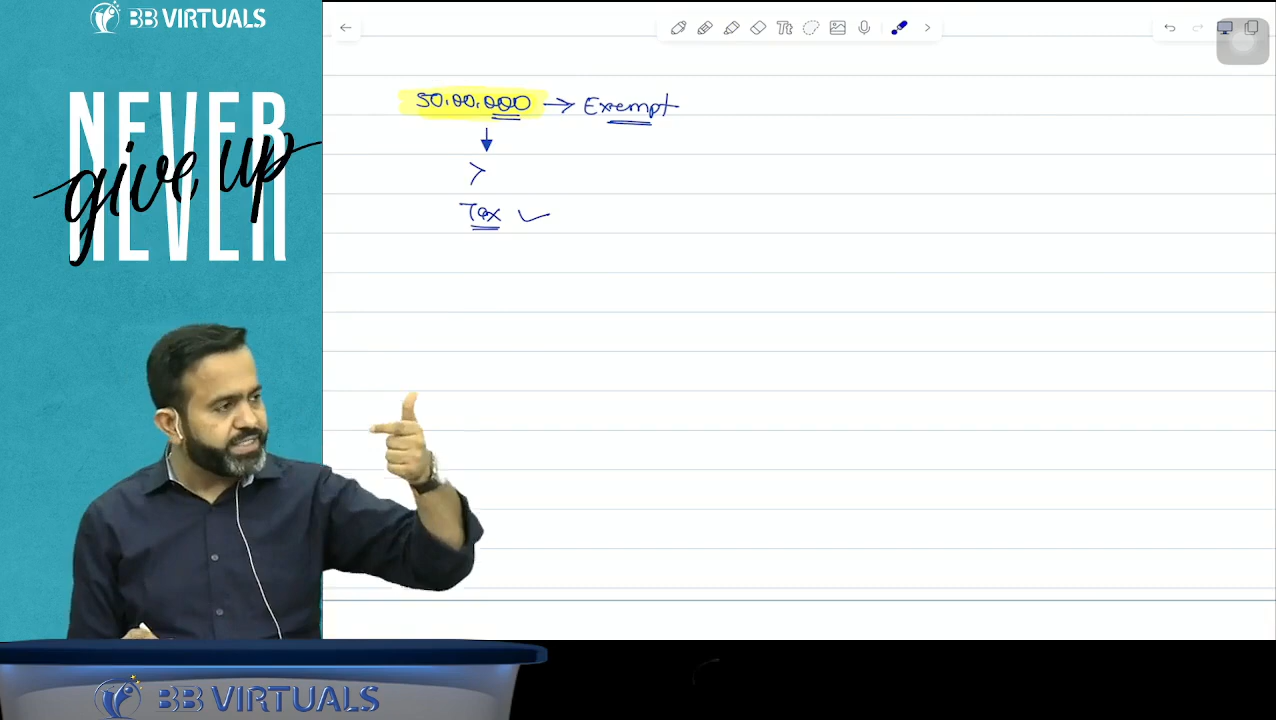 BB VIRTUALS
NEVER
give up
NEVER
50,00,000 → Exempt
↓
>
Tax ✓
BB VIRTUALS